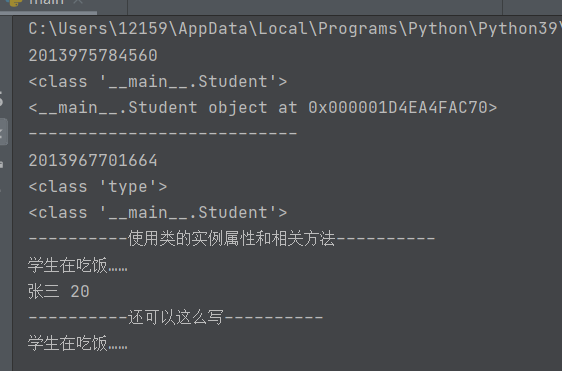 main
C:\Users\12159\AppData\Local\Programs\Python\Python39\
2013975784560
<class '__main__.Student'>
<__main__.Student object at 0x000001D4EA4FAC70>
---------------------------
2013967701664
<class 'type'>
<class '__main__.Student'>
----------使用类的实例属性和相关方法----------
学生在吃饭……
张三 20
----------还可以这么写----------
学生在吃饭……